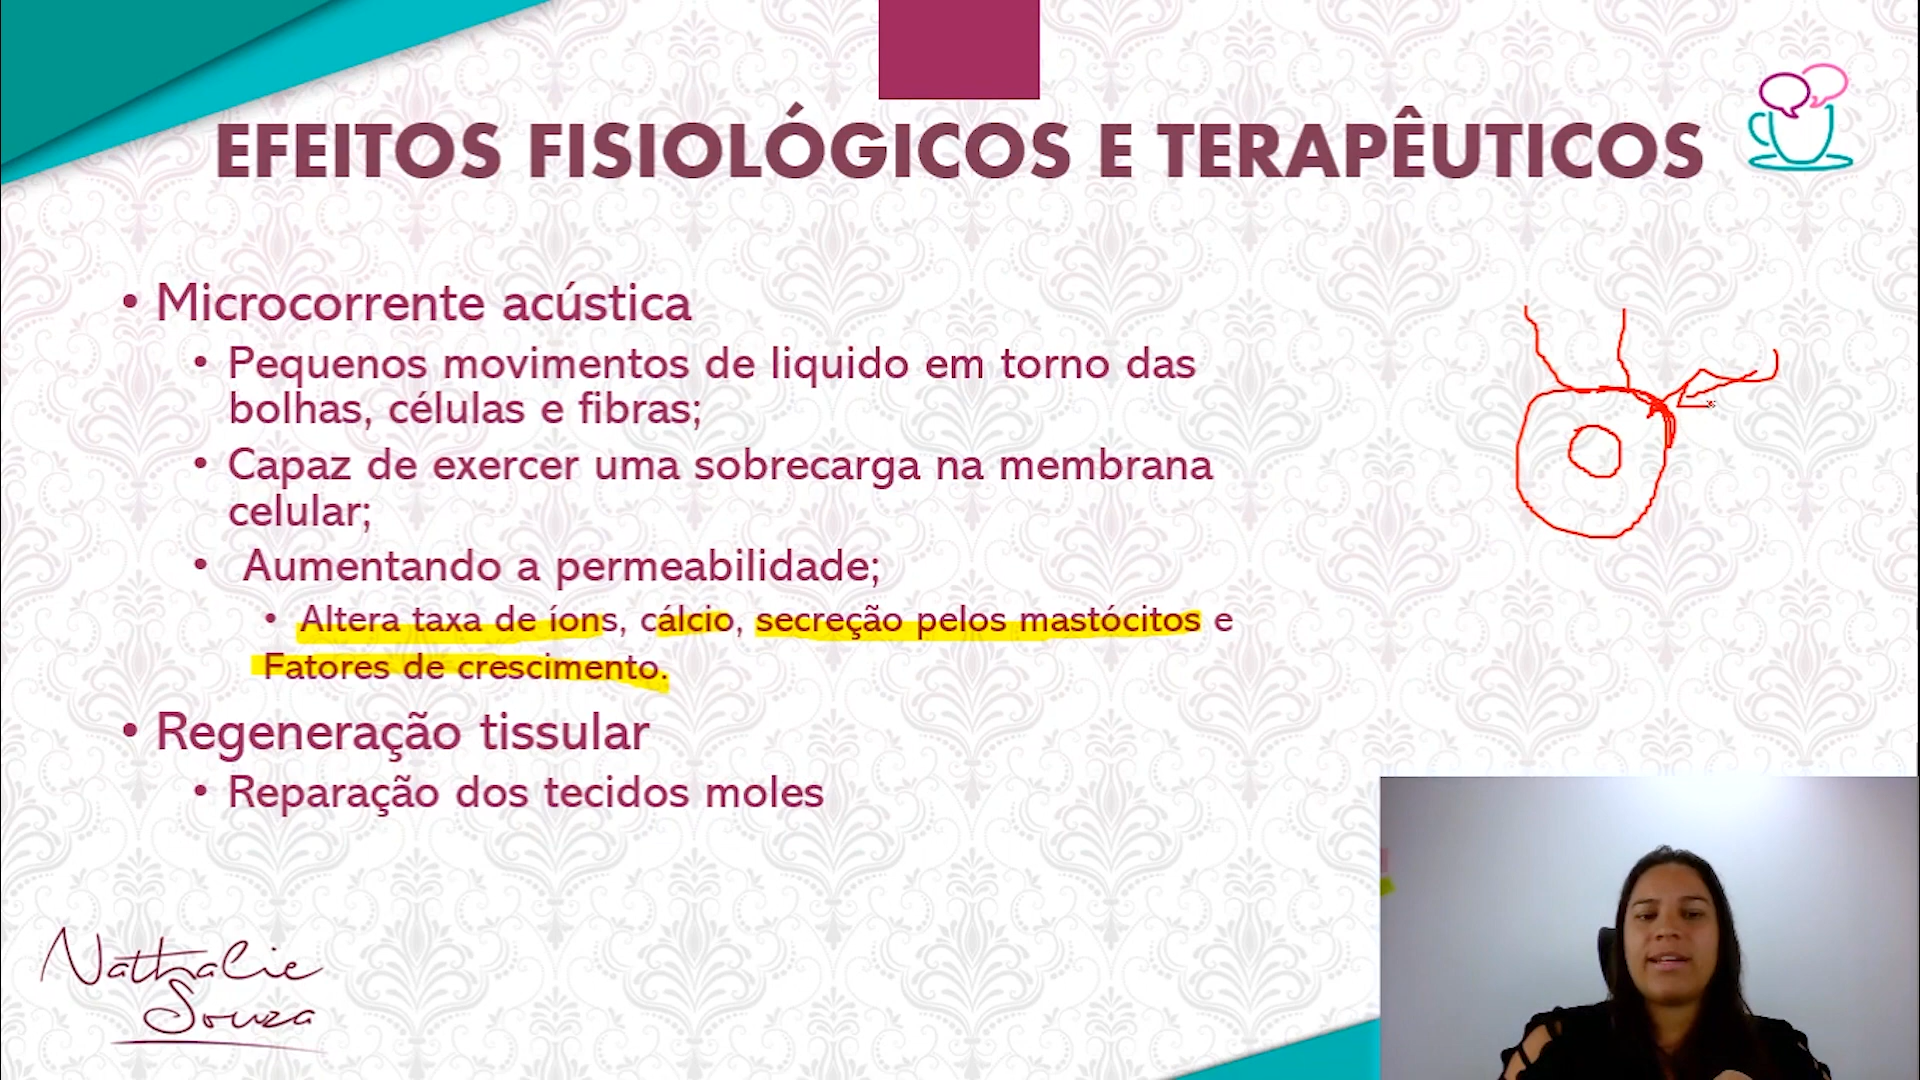 EFEITOS FISIOLÓGICOS E TERAPÊUTICOS
• Microcorrente acústica
• Pequenos movimentos de liquido em torno das
bolhas, células e fibras;
• Capaz de exercer uma sobrecarga na membrana
celular;
• Aumentando a permeabilidade;
• Altera taxa de íons, cálcio, secreção pelos mastócitos e
Fatores de crescimento.
• Regeneração tissular
• Reparação dos tecidos moles
Nathalie
Souza